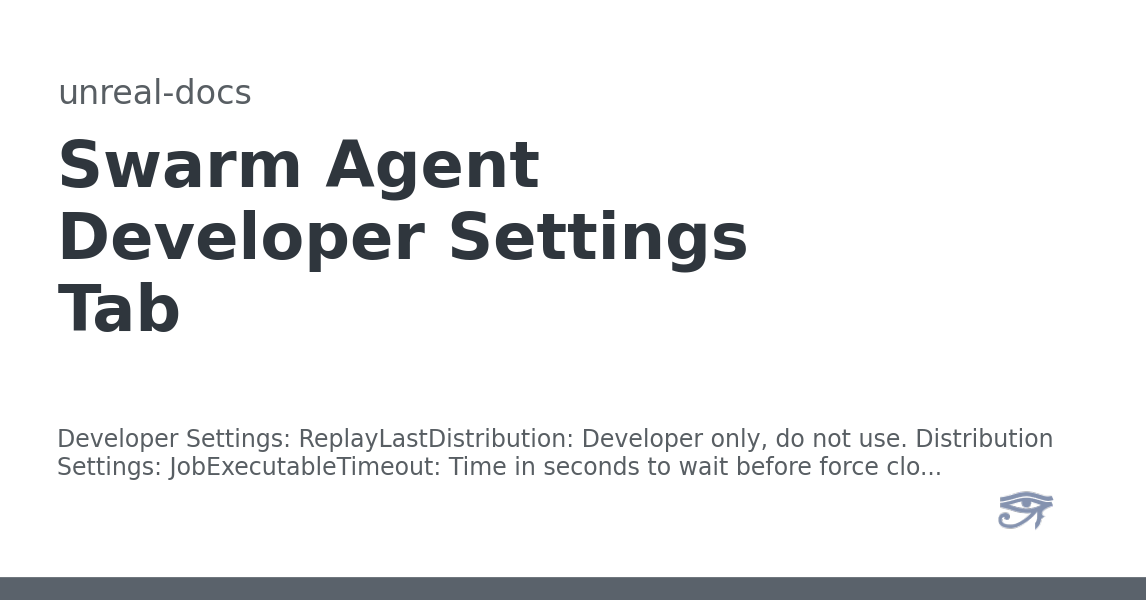 unreal-docs
Swarm Agent
Developer Settings
Tab
Developer Settings: ReplayLastDistribution: Developer only, do not use. Distribution
Settings: JobExecutableTimeout: Time in seconds to wait before force clo...